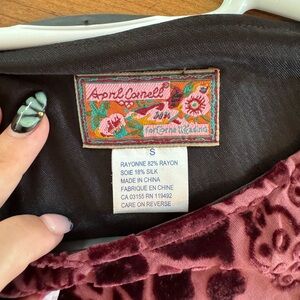 April Cornell
for Cornell Trading
S
RAYONNE 82% RAYON
SOIE 18% SILK
MADE IN CHINA
FABRIQUE EN CHINE
CA 03155 RN 119492
CARE ON REVERSE